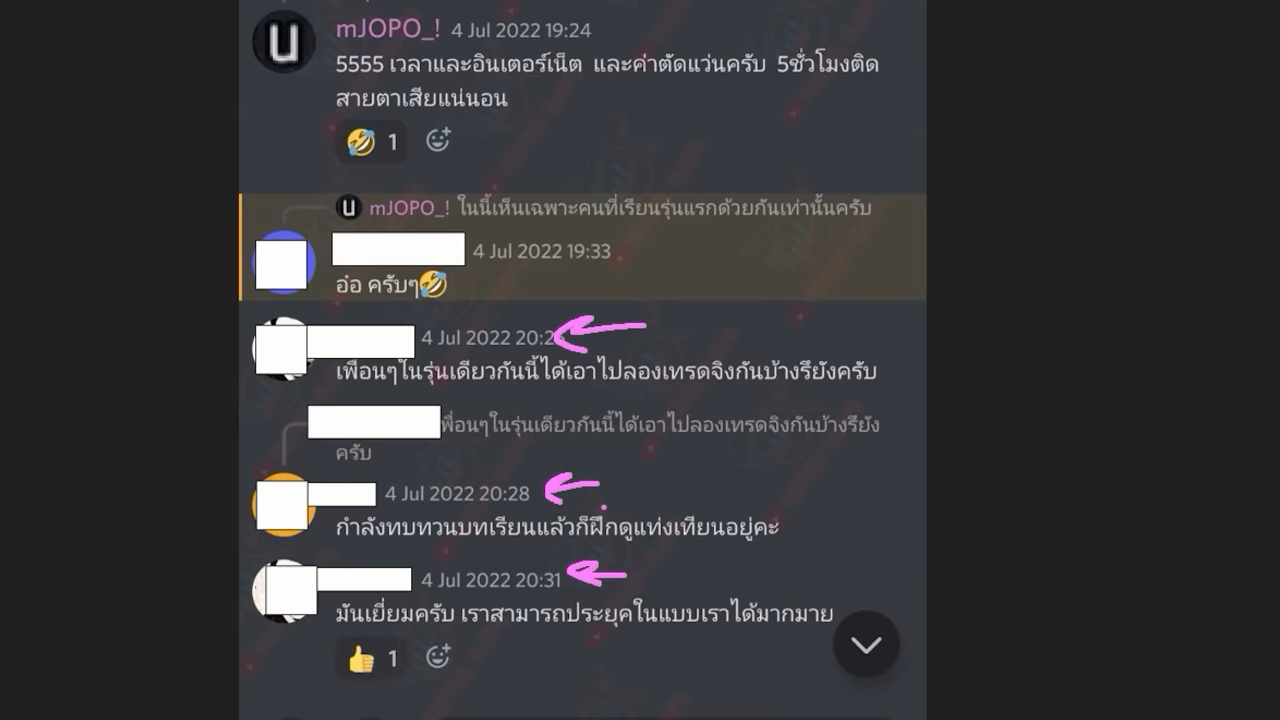 mJOPO_! 4 Jul 2022 19:24
5555 เวลาและอินเตอร์เน็ต และค่าตัดแว่นครับ 5ชั่วโมงติด
สายตาเสียแน่นอน
1
mJOPO_! ในนี้เห็นเฉพาะคนที่เรียนรุ่นแรกด้วยกันเท่านั้นครับ
4 Jul 2022 19:33
อ๋อ ครับๆ
4 Jul 2022
เพื่อนๆในรุ่นเดียวกันนี้ได้เอาไปลองเทรดจิงกันบ้างรึยังครับ
พื่อนๆในรุ่นเดียวกันนี้ได้เอาไปลองเทรดจิงกันบ้างรึยัง
ครับ
4 Jul 2022 20:28
กำลังทบทวนบทเรียนแล้วก็ฝึกดูแท่งเทียนอยู่คะ
4 Jul 2022 20:31
มันเยี่ยมครับ เราสามารถประยุคในแบบเราได้มากมาย
1